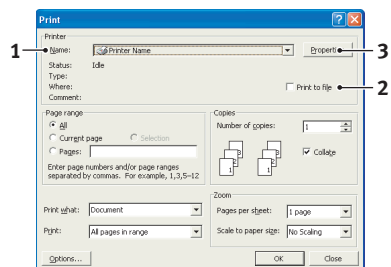 Print
Printer
1 Name: Printer Name Properti 3
Status: Idle
Type:
Where: Print to file 2
Comment:
Page range
All
Current page Selection
Pages:
Enter page numbers and/or page ranges
separated by commas. For example, 1,3,5–12
Copies
Number of copies: 1
Collate
Print what: Document
Print: All pages in range
Zoom
Pages per sheet: 1 page
Scale to paper size: No Scaling
Options... OK Close